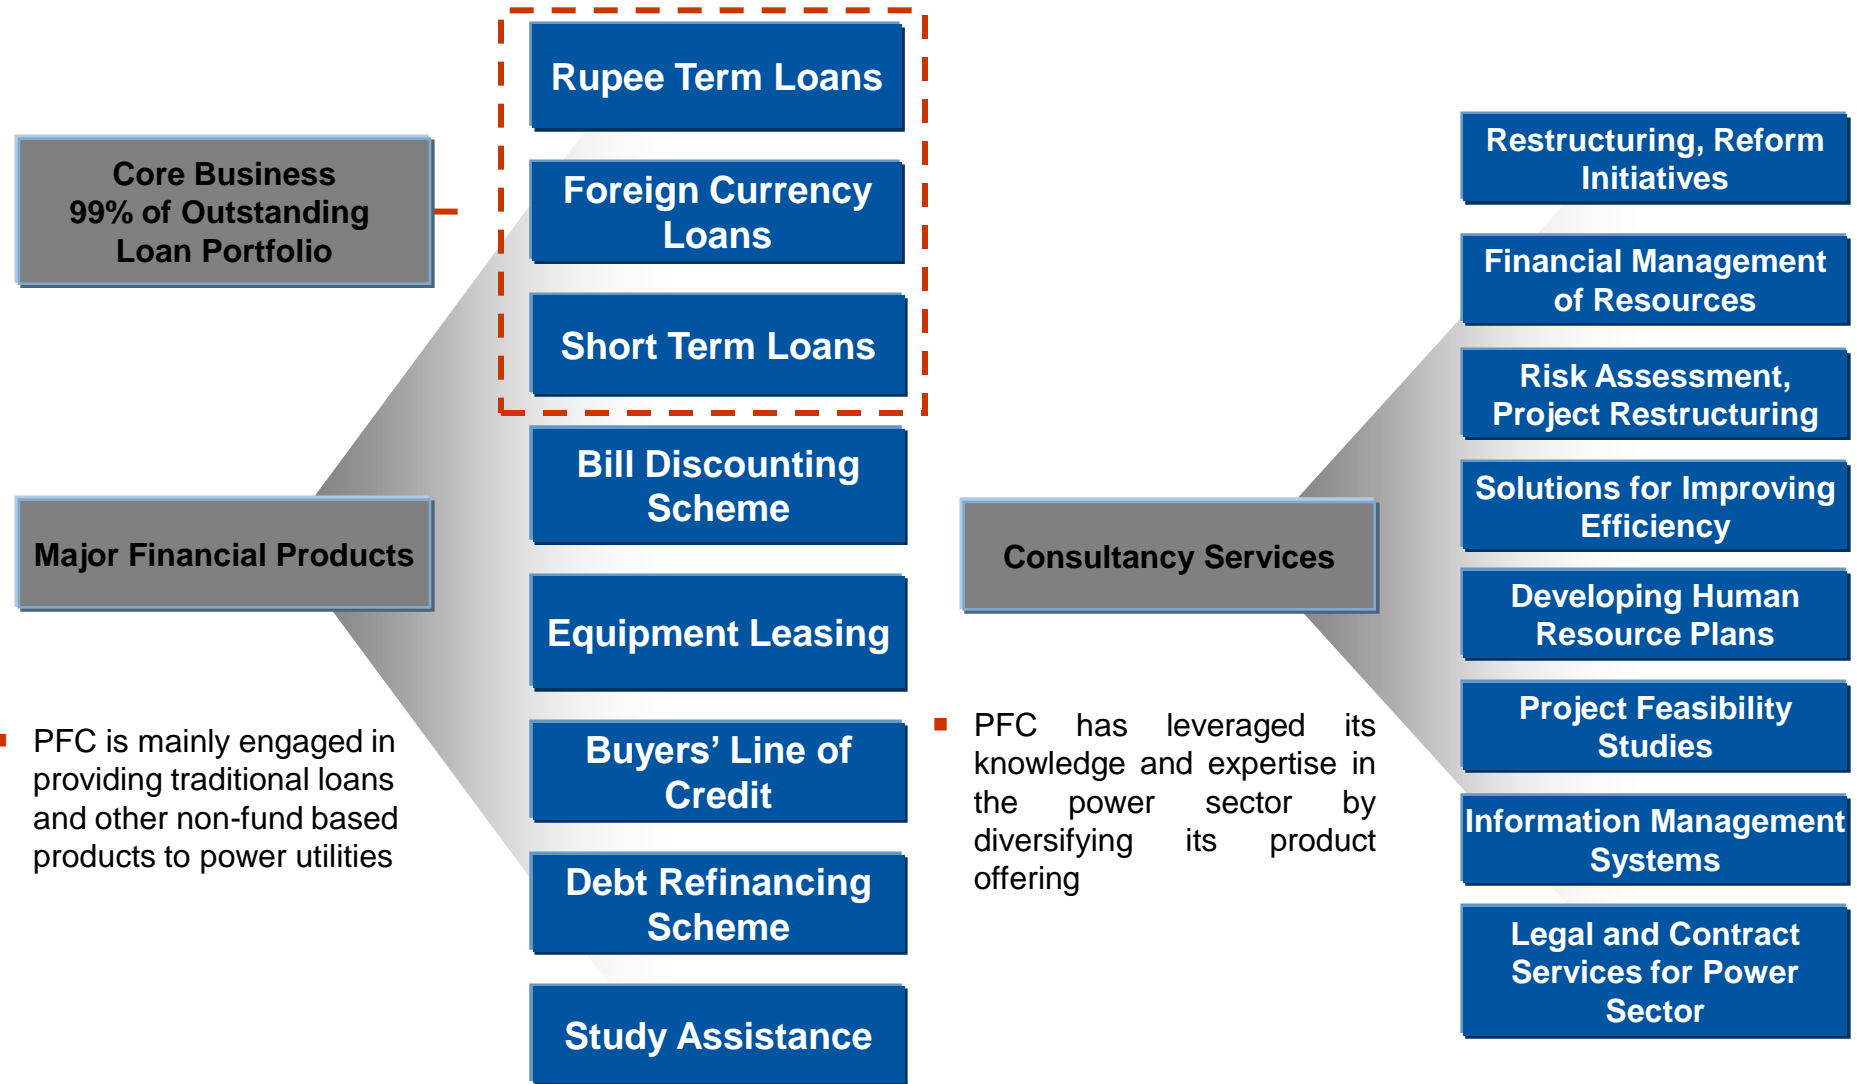 Core Business
99% of Outstanding
Loan Portfolio
Major Financial Products
▪ PFC is mainly engaged in
providing traditional loans
and other non-fund based
products to power utilities
Rupee Term Loans
Foreign Currency
Loans
Short Term Loans
Bill Discounting
Scheme
Equipment Leasing
Buyers’ Line of
Credit
Debt Refinancing
Scheme
Study Assistance
Consultancy Services
▪ PFC has leveraged its
knowledge and expertise in
the power sector by
diversifying its product
offering
Restructuring, Reform
Initiatives
Financial Management
of Resources
Risk Assessment,
Project Restructuring
Solutions for Improving
Efficiency
Developing Human
Resource Plans
Project Feasibility
Studies
Information Management
Systems
Legal and Contract
Services for Power
Sector